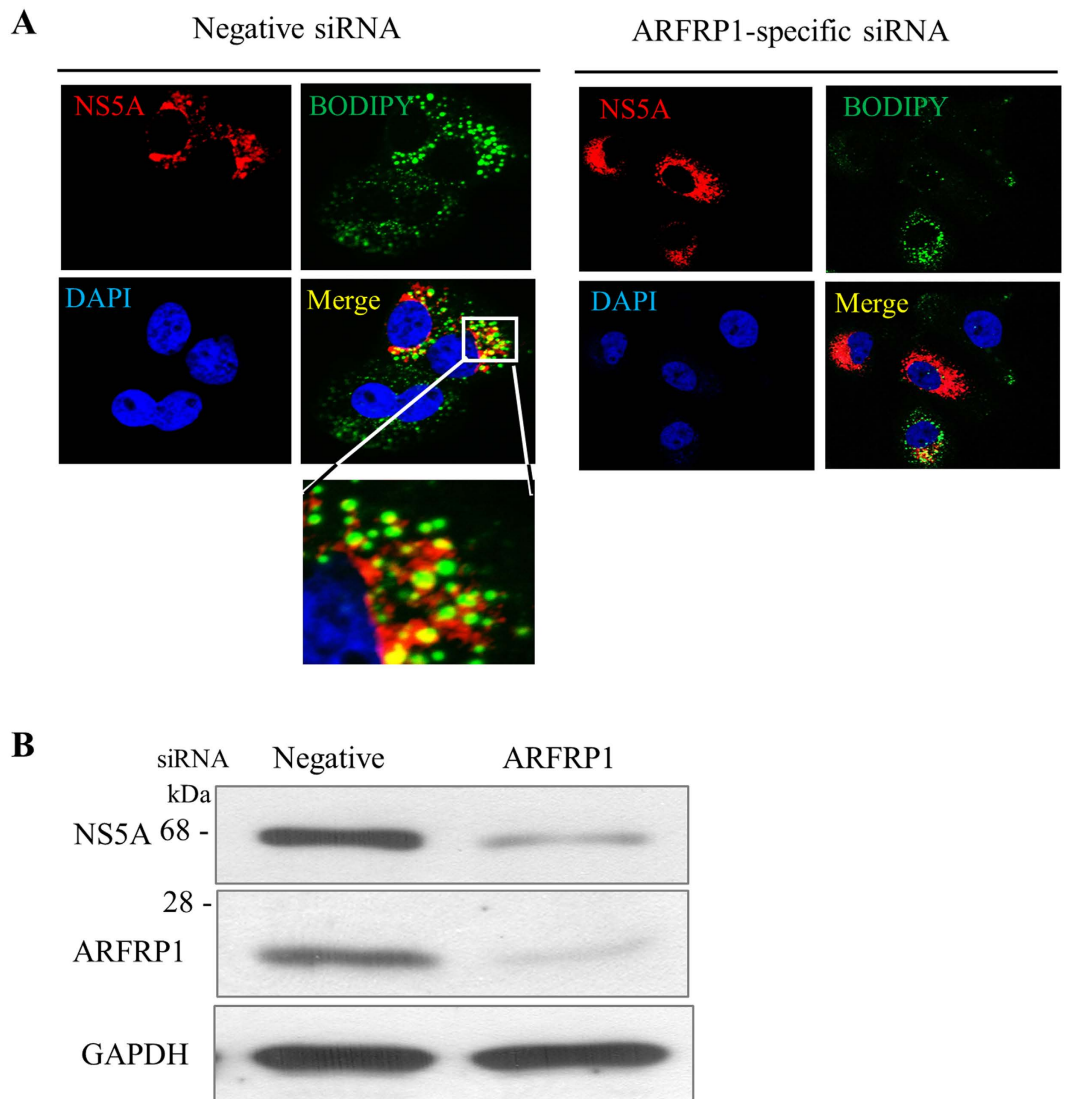 A
Negative siRNA
ARFRP1-specific siRNA
NS5A
BODIPY
NS5A
BODIPY
DAPI
Merge
DAPI
Merge
B
siRNA Negative ARFRP1
kDa
NS5A 68 -
28 -
ARFRP1
GAPDH